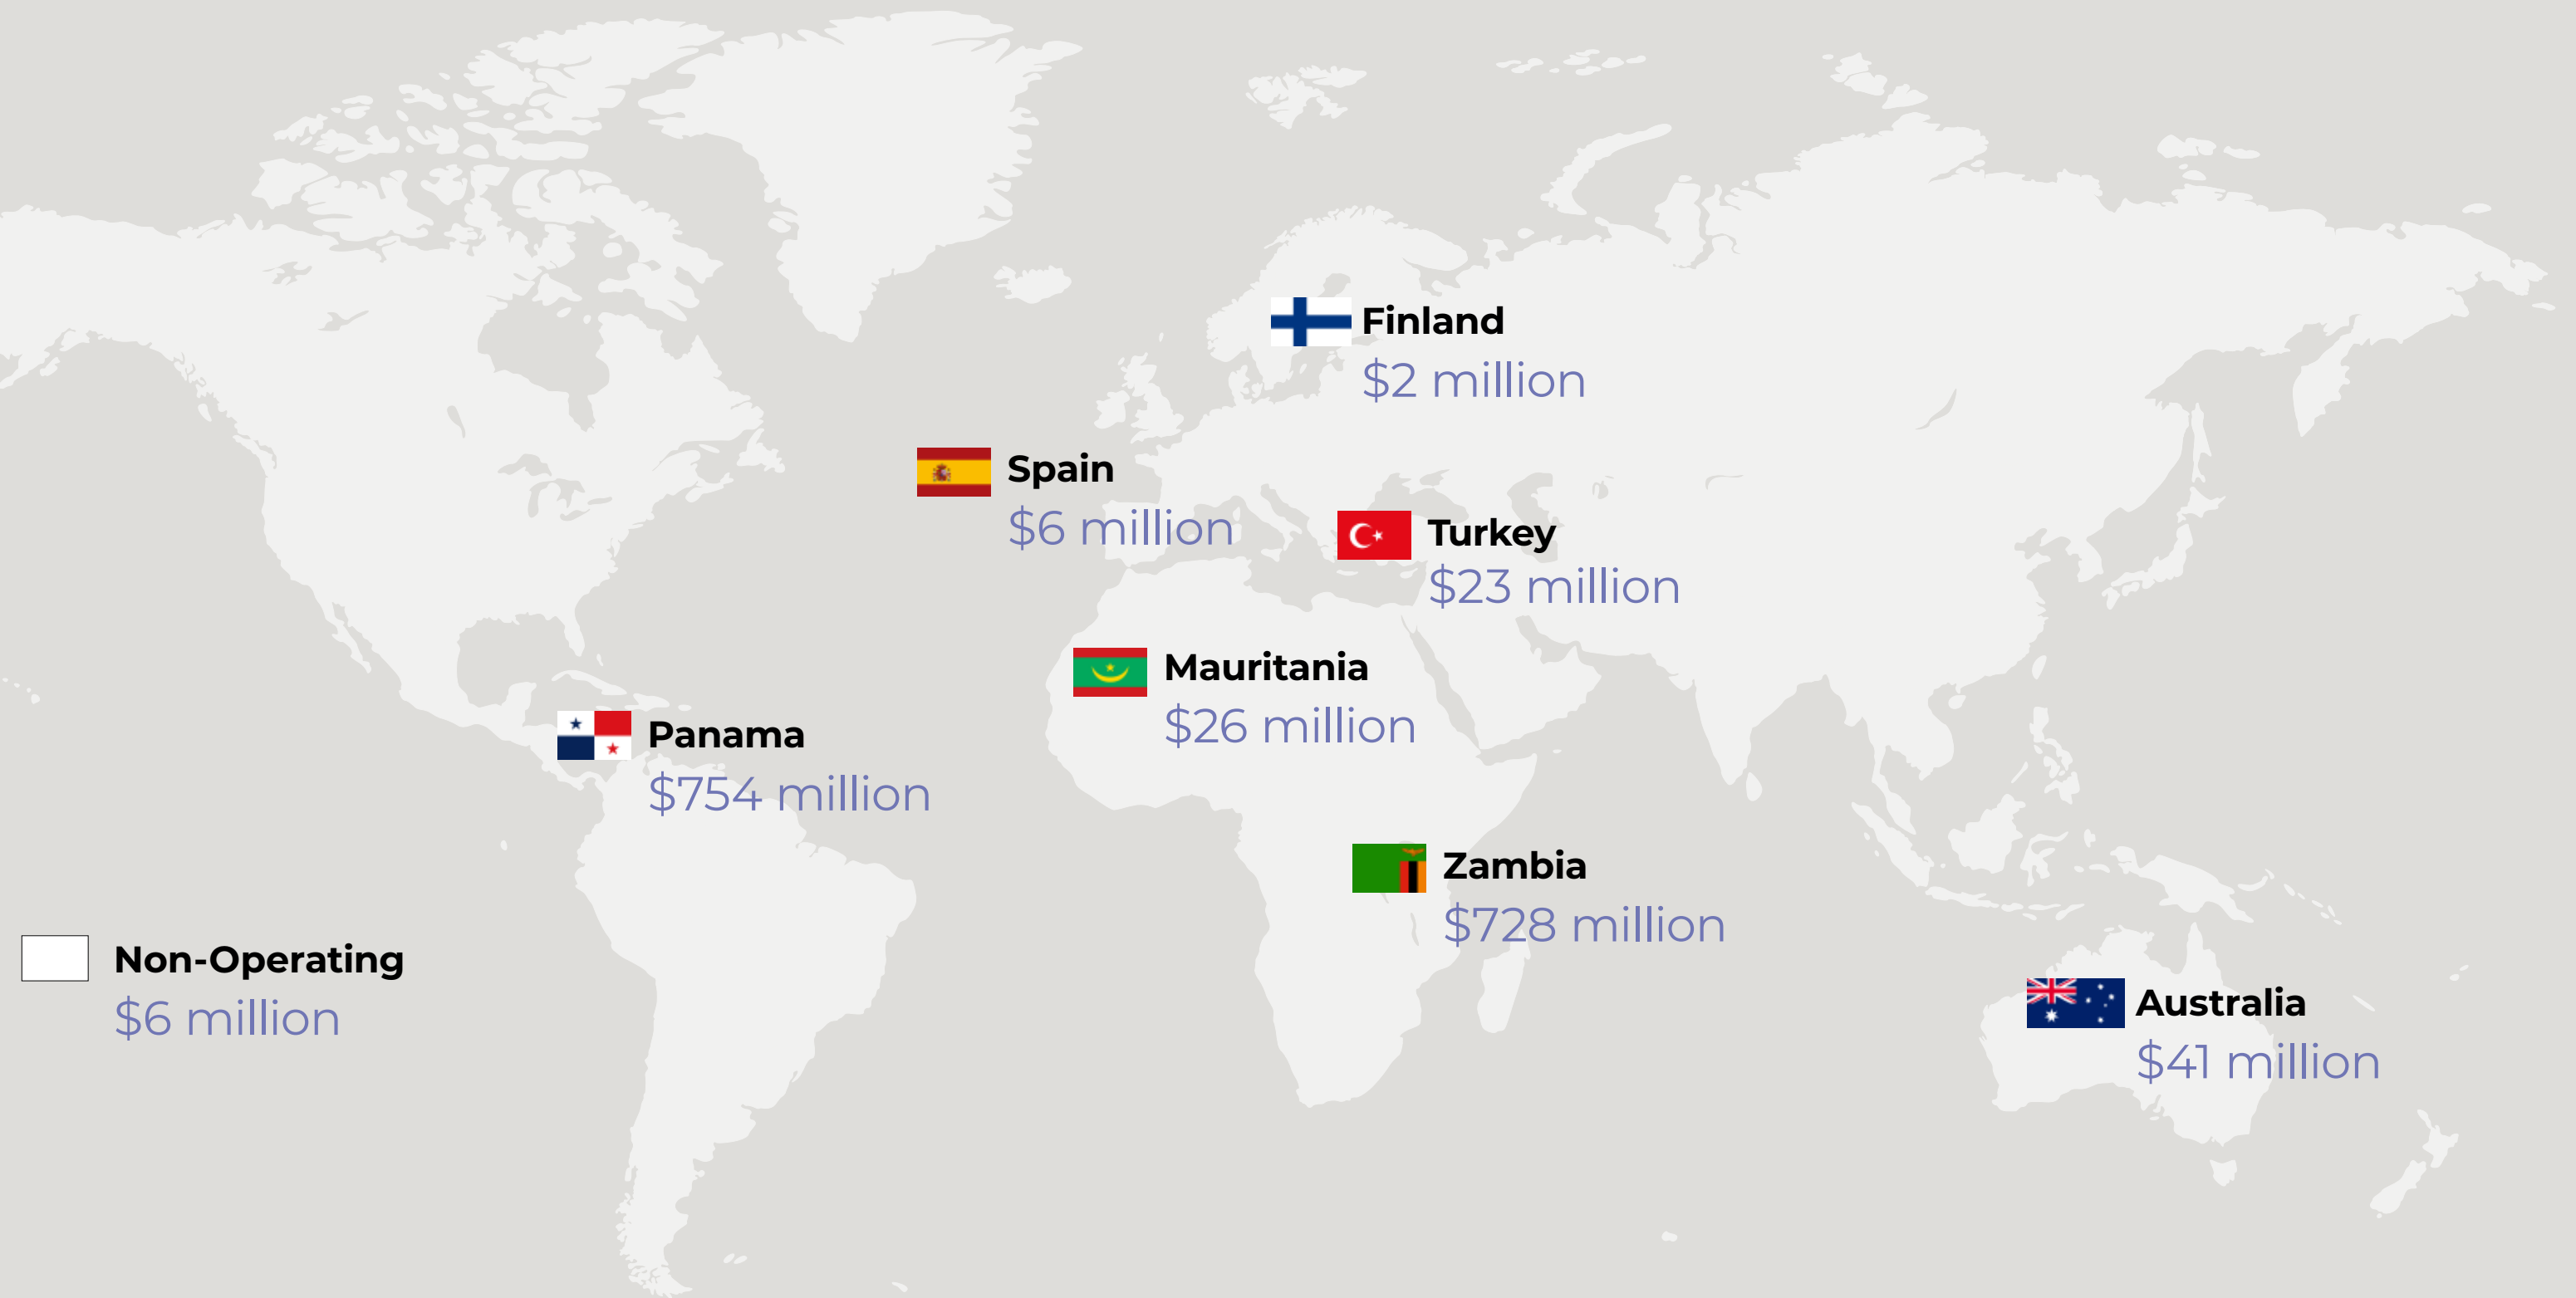 Finland
$2 million
Spain
$6 million
Turkey
$23 million
Mauritania
$26 million
Panama
$754 million
Zambia
$728 million
Non-Operating
$6 million
Australia
$41 million